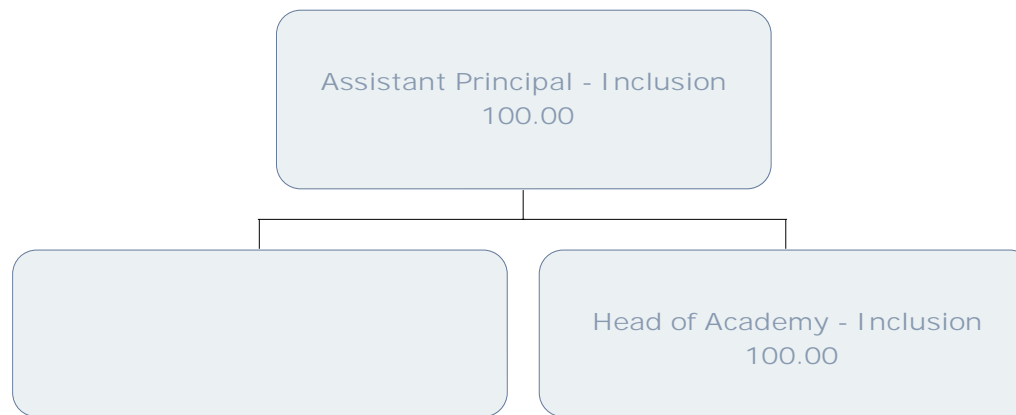 Assistant Principal - Inclusion
100.00
Head of Academy - Inclusion
100.00